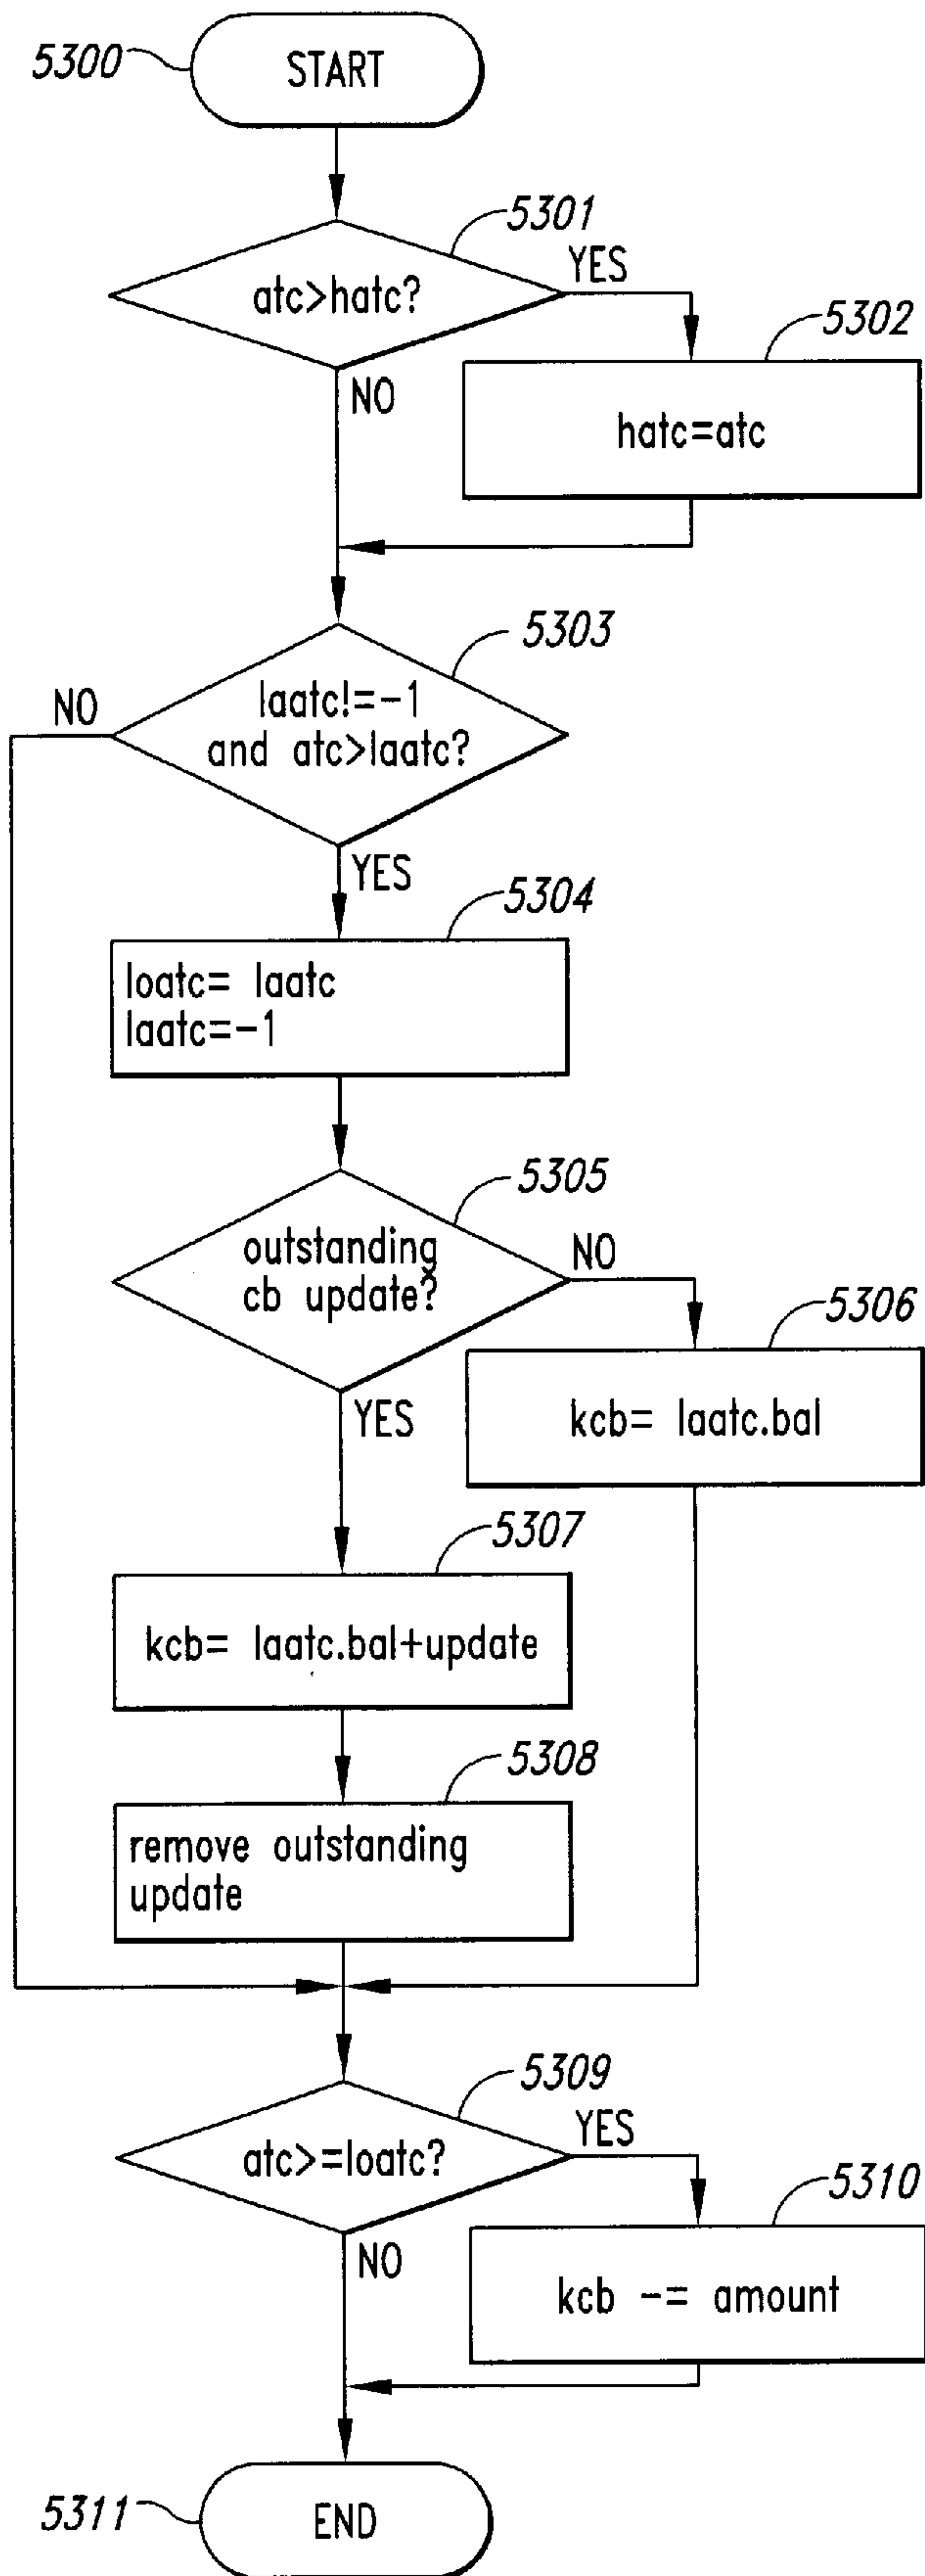 5300
START
5301
atc>hatc?
YES
5302
NO
hatc=atc
5303
NO
laatc!=-1
and atc>laatc?
YES
5304
loatc= laatc
laatc=-1
5305
outstanding
cb update?
NO
5306
YES
kcb= laatc.bal
5307
kcb= laatc.bal+update
5308
remove outstanding
update
5309
atc>=loatc?
YES
5310
NO
kcb -= amount
5311
END